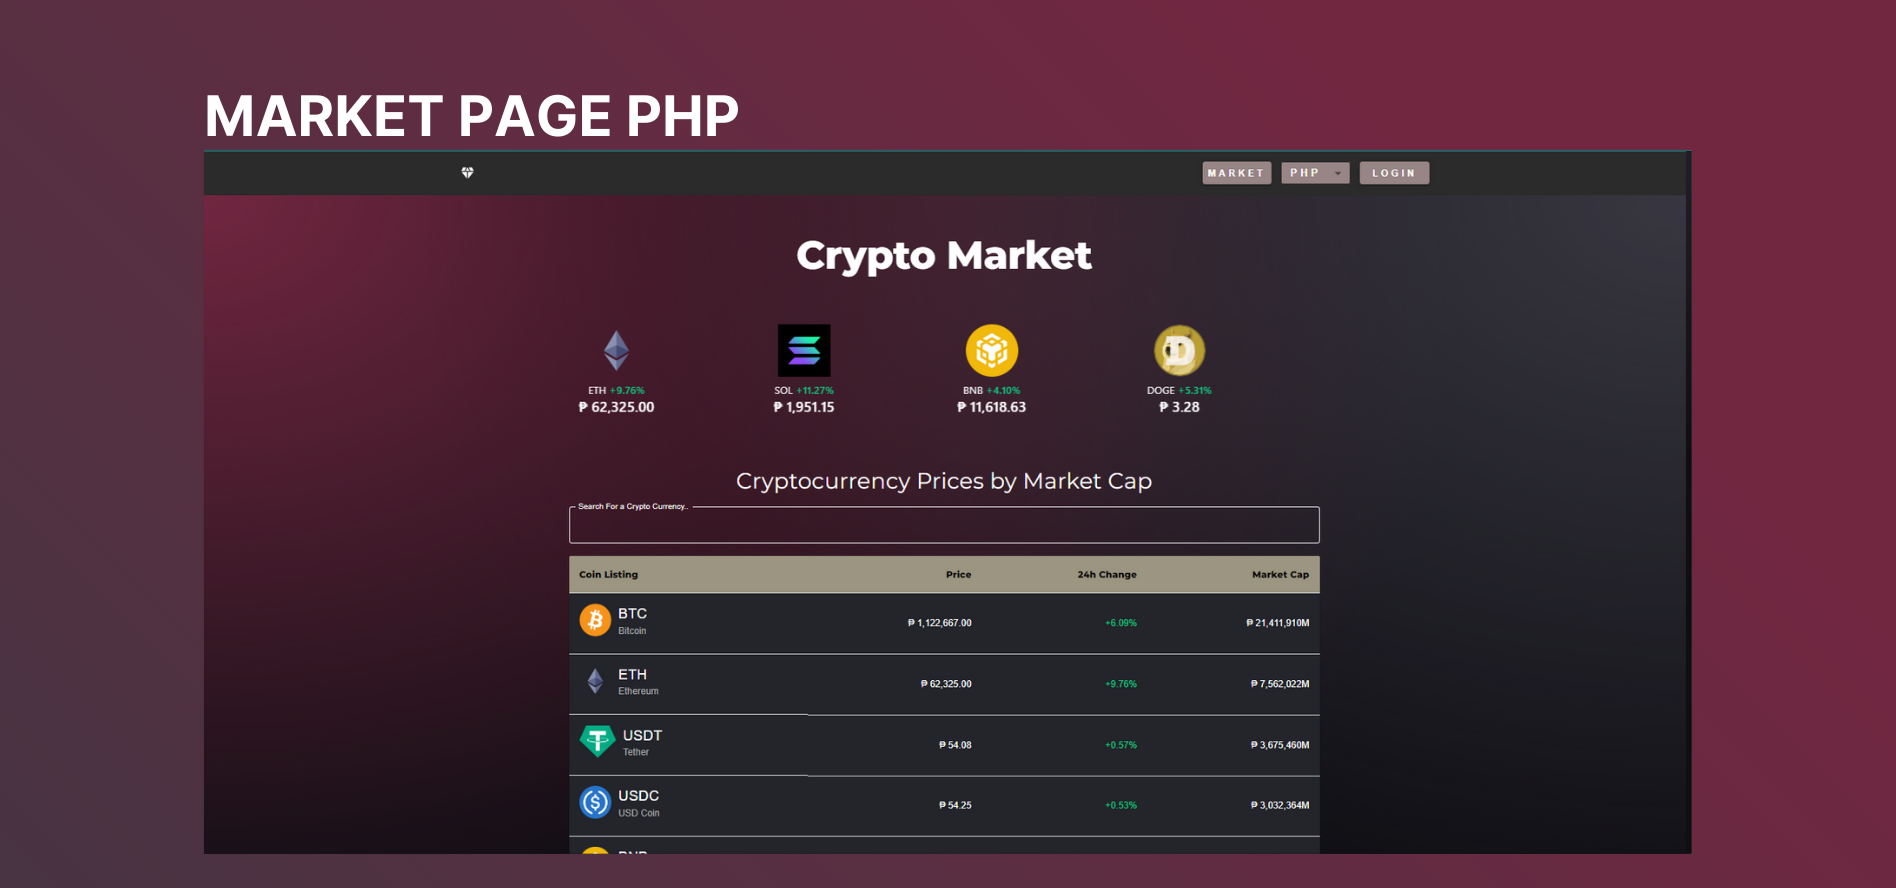 MARKET PAGE PHP
MARKET PHP LOGIN
Crypto Market
ETH +9.76% SOL +11.27% BNB +4.10% DOGE +5.31%
₱ 62,325.00 ₱ 1,951.15 ₱ 11,618.63 ₱ 3.28
Cryptocurrency Prices by Market Cap
Search For a Crypto Currency..
Coin Listing Price 24h Change Market Cap
BTC
Bitcoin ₱ 1,122,667.00 +6.09% ₱ 21,411,910M
ETH
Ethereum ₱ 62,325.00 +9.76% ₱ 7,562,022M
USDT
Tether ₱ 54.08 +0.57% ₱ 3,675,460M
USDC
USD Coin ₱ 54.25 +0.53% ₱ 3,032,364M